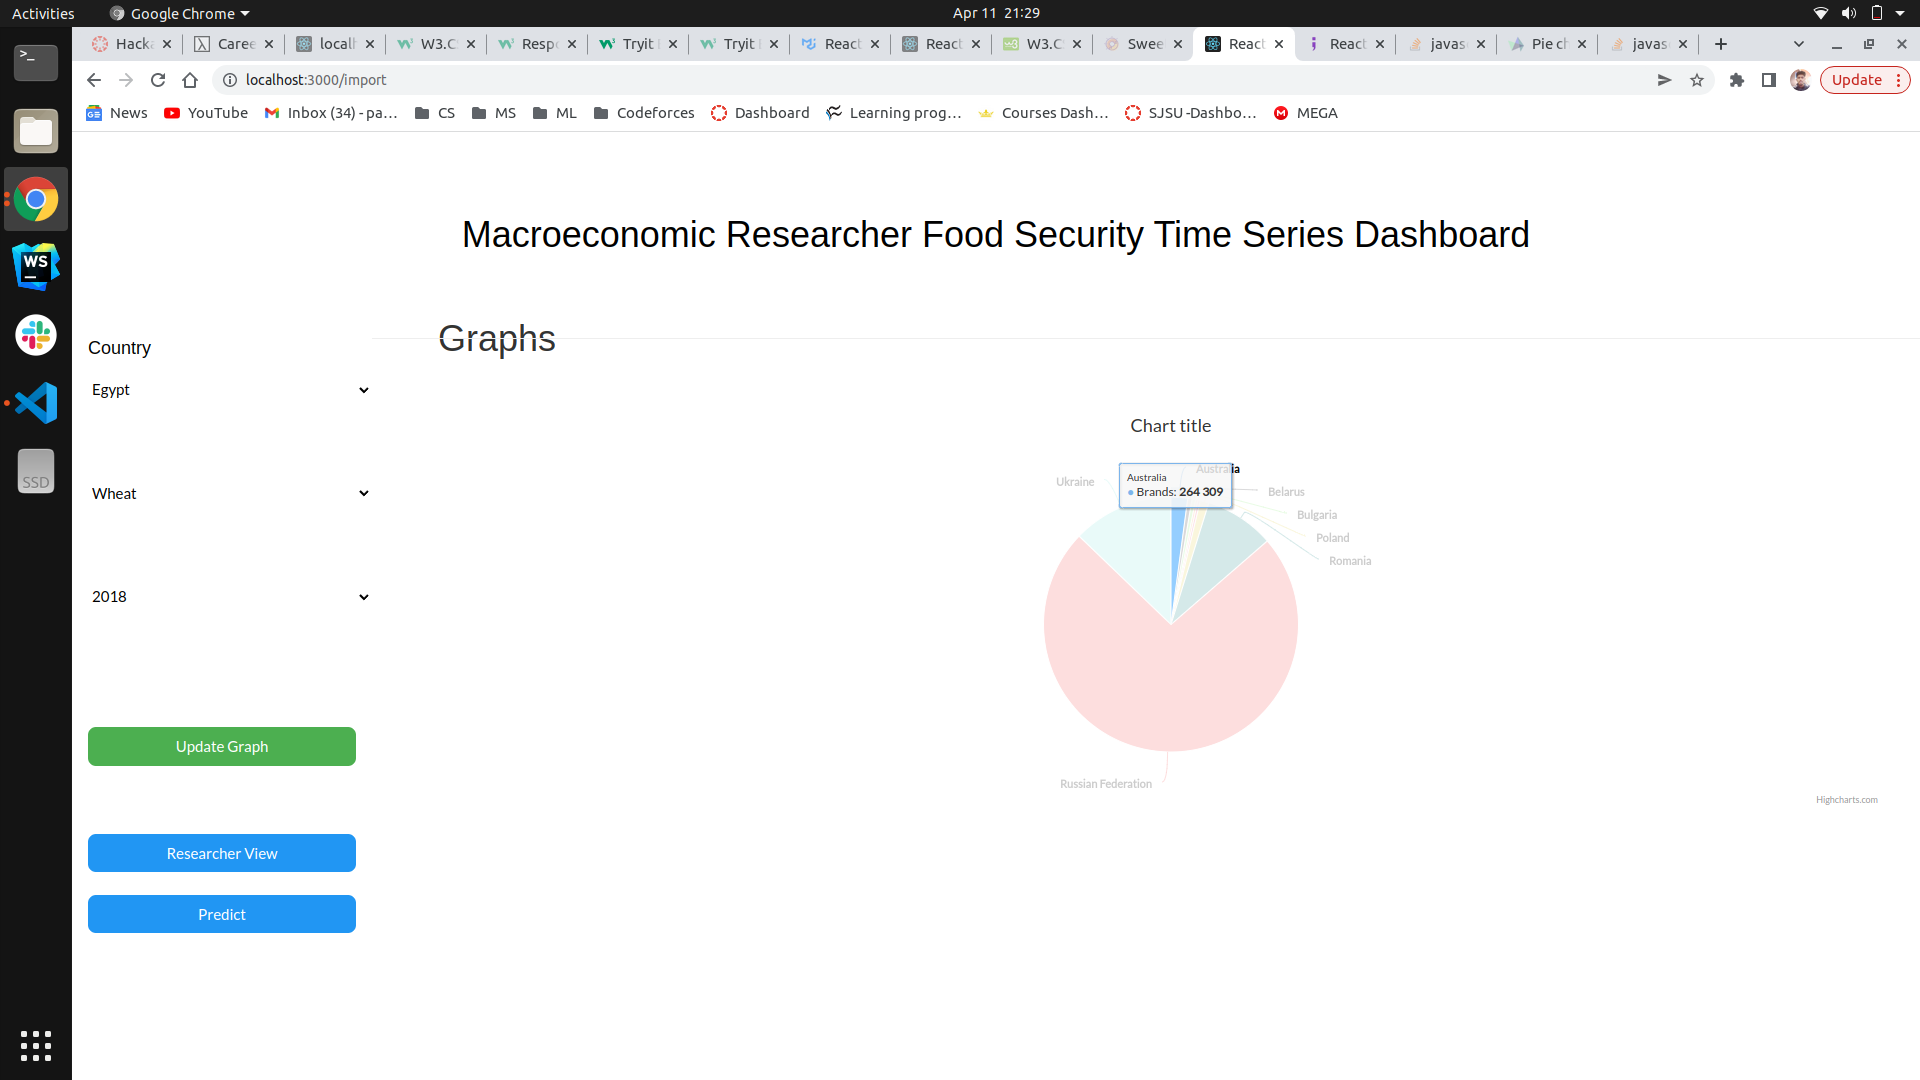 Activities
Google Chrome
Apr 11 21:29
Hacka
Caree
localh
W3.C
Respo
Tryit
Tryit
React
React
W3.C
Swee
React
React
javas
Pie ch
javas
localhost:3000/import
Update
News
YouTube
Inbox (34) - pa...
CS
MS
ML
Codeforces
Dashboard
Learning prog...
Courses Dash...
SJSU -Dashbo...
MEGA
Macroeconomic Researcher Food Security Time Series Dashboard
Graphs
Country
Egypt
Wheat
2018
Update Graph
Researcher View
Predict
Chart title
Ukraine
Australia
Australia
Brands: 264 309
Belarus
Bulgaria
Poland
Romania
Russian Federation
Highcharts.com
>_
WS
SSD